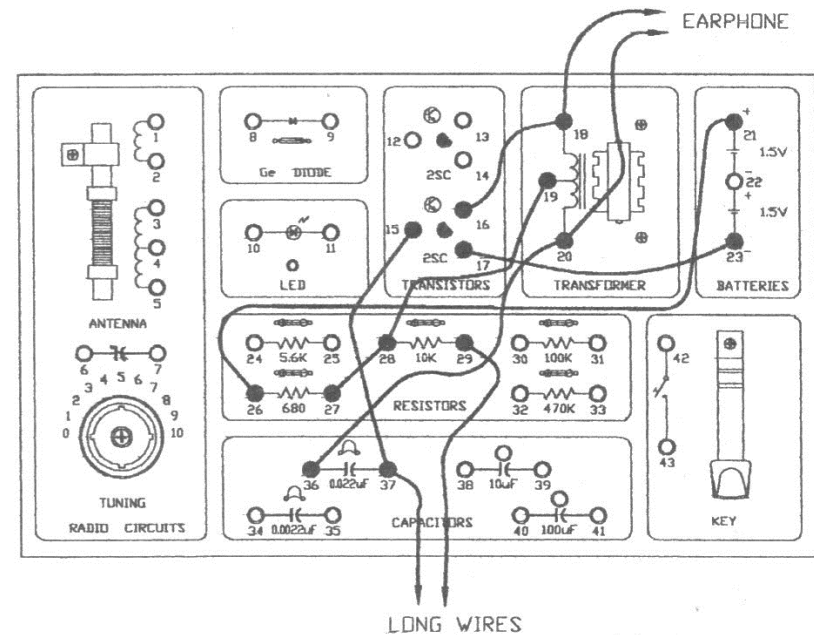 EARPHONE
1
2
3
4
5
ANTENNA
6 7
0 1 2 3 4 5 6 7 8 9 10
TUNING
RADIO CIRCUITS
8 9
Ge DIODE
10 11
LED
12 13
2SC 14
15 16
2SC 17
TRANSISTORS
18
19
20
TRANSFORMER
+
21
1.5V
-
22
+
1.5V
23 -
BATTERIES
24 5.6K 25
28 10K 29
30 100K 31
26 680 27
RESISTORS
32 470K 33
36 0.022uF 37
38 10uF 39
34 0.0022uF 35
CAPACITORS
40 100uF 41
42
43
KEY
LONG WIRES